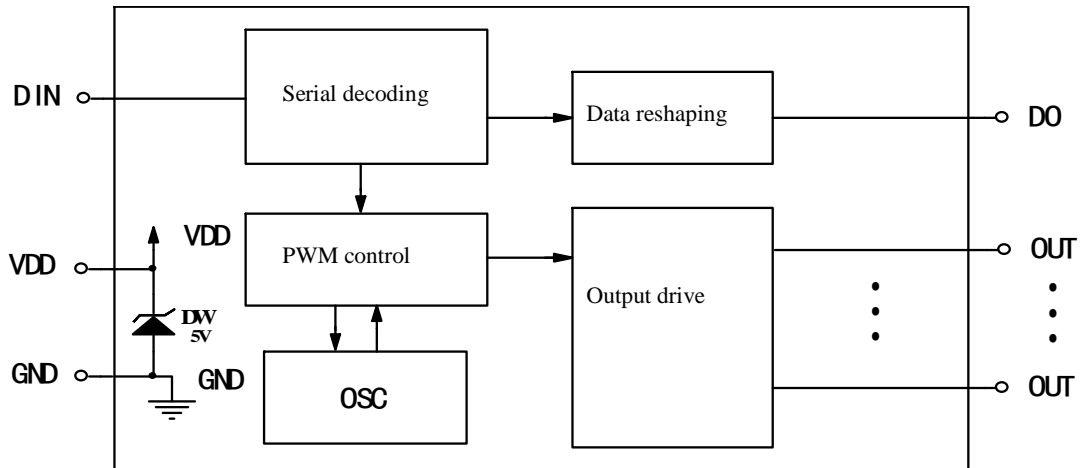 DIN
Serial decoding
Data reshaping
DO
VDD
VDD
PWM control
OUT
DW
5V
Output drive
GND
GND
OSC
OUT